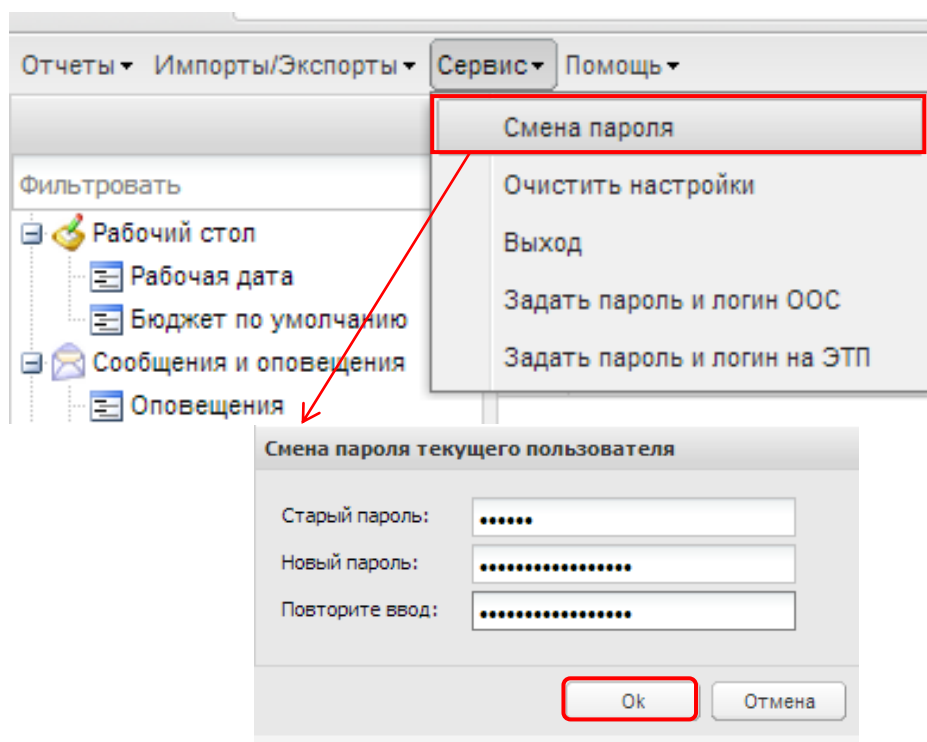 Отчеты Импорты/Экспорты Сервис Помощь
Смена пароля
Фильтровать
Очистить настройки
Рабочий стол
Выход
Рабочая дата
Задать пароль и логин ООС
Бюджет по умолчанию
Сообщения и оповещения
Задать пароль и логин на ЭТП
Оповещения
Смена пароля текущего пользователя
Старый пароль: ••••••
Новый пароль: •••••••••••••••••
Повторите ввод: •••••••••••••••••
Ok Отмена